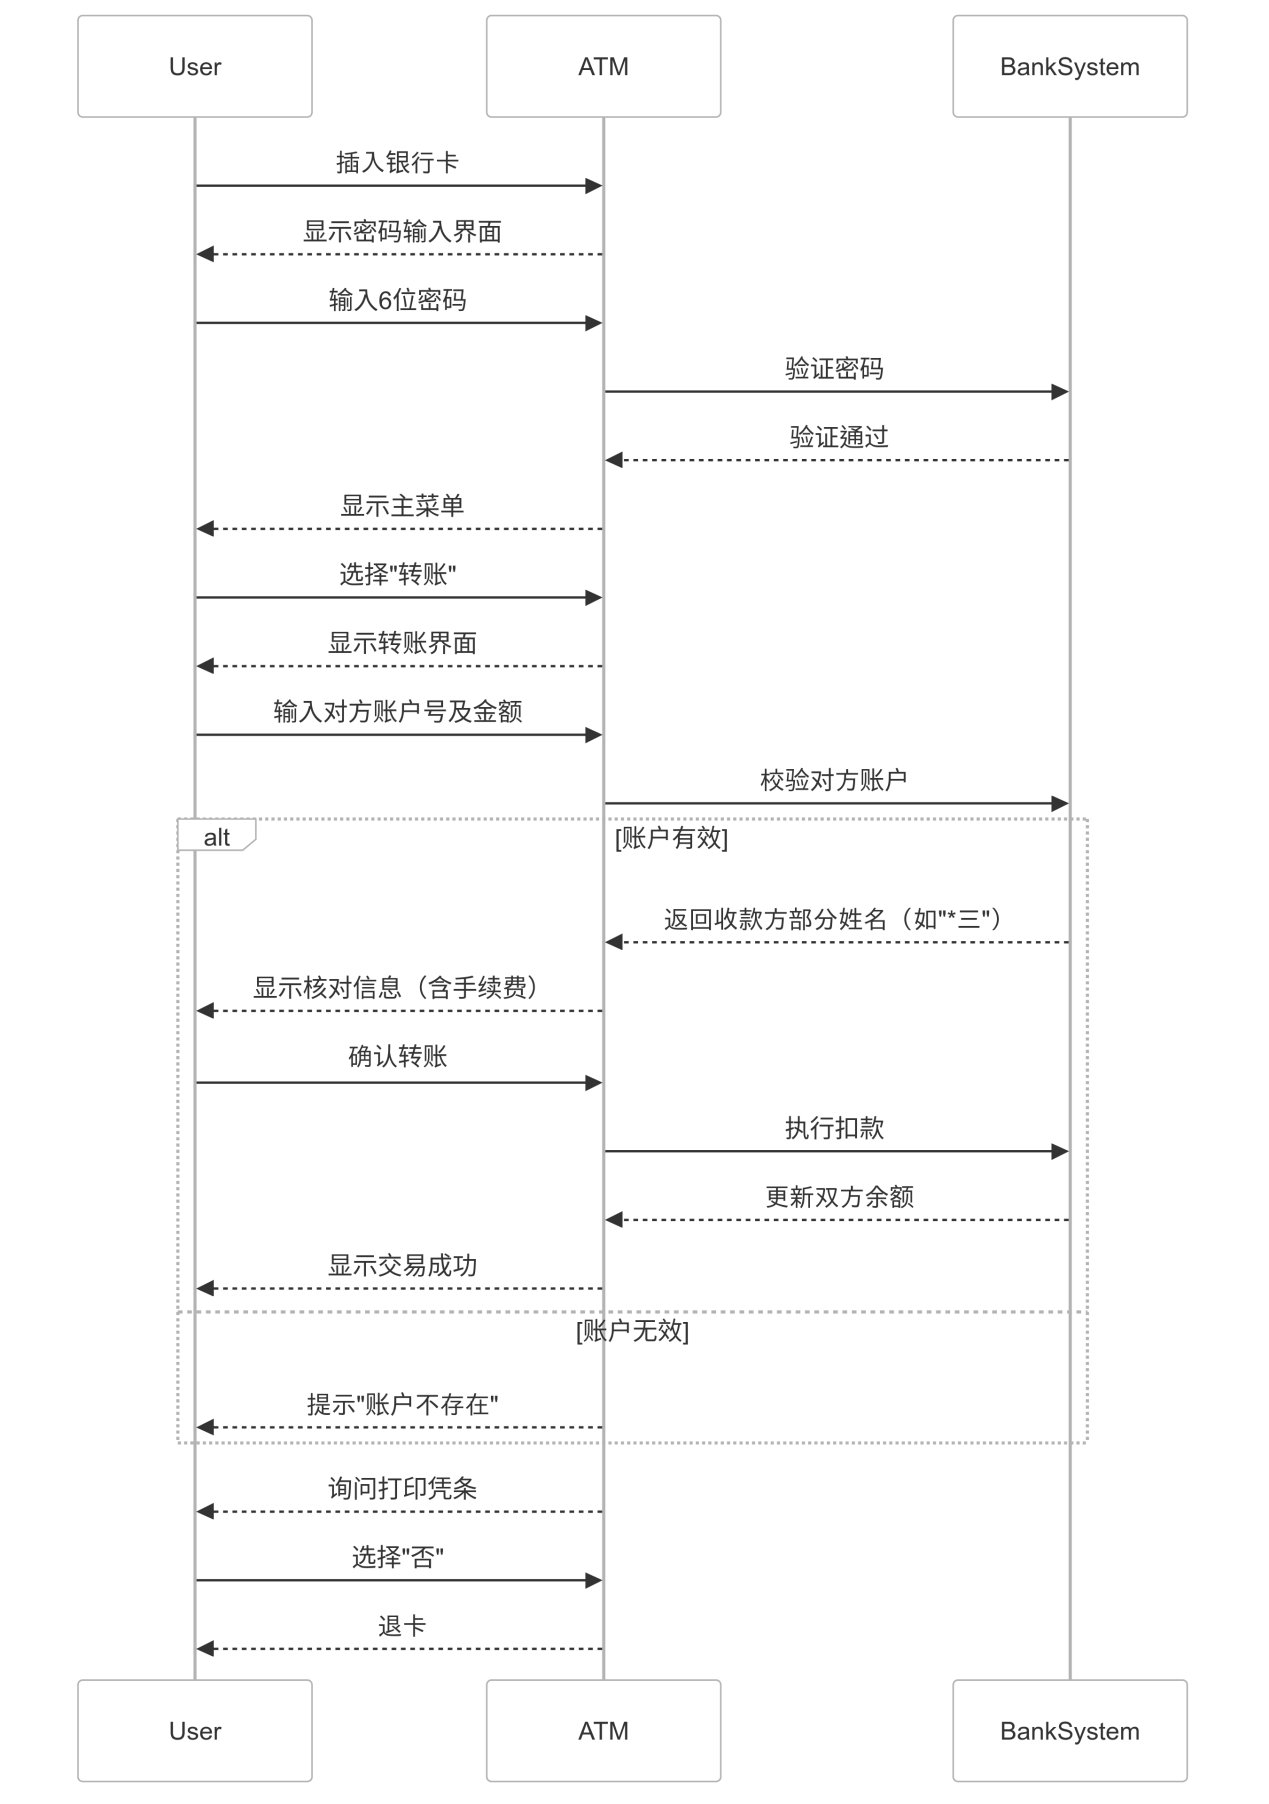 User
ATM
BankSystem
插入银行卡
显示密码输入界面
输入6位密码
验证密码
验证通过
显示主菜单
选择"转账"
显示转账界面
输入对方账户号及金额
校验对方账户
alt
[账户有效]
返回收款方部分姓名（如"*三"）
显示核对信息（含手续费）
确认转账
执行扣款
更新双方余额
显示交易成功
[账户无效]
提示"账户不存在"
询问打印凭条
选择"否"
退卡
User
ATM
BankSystem